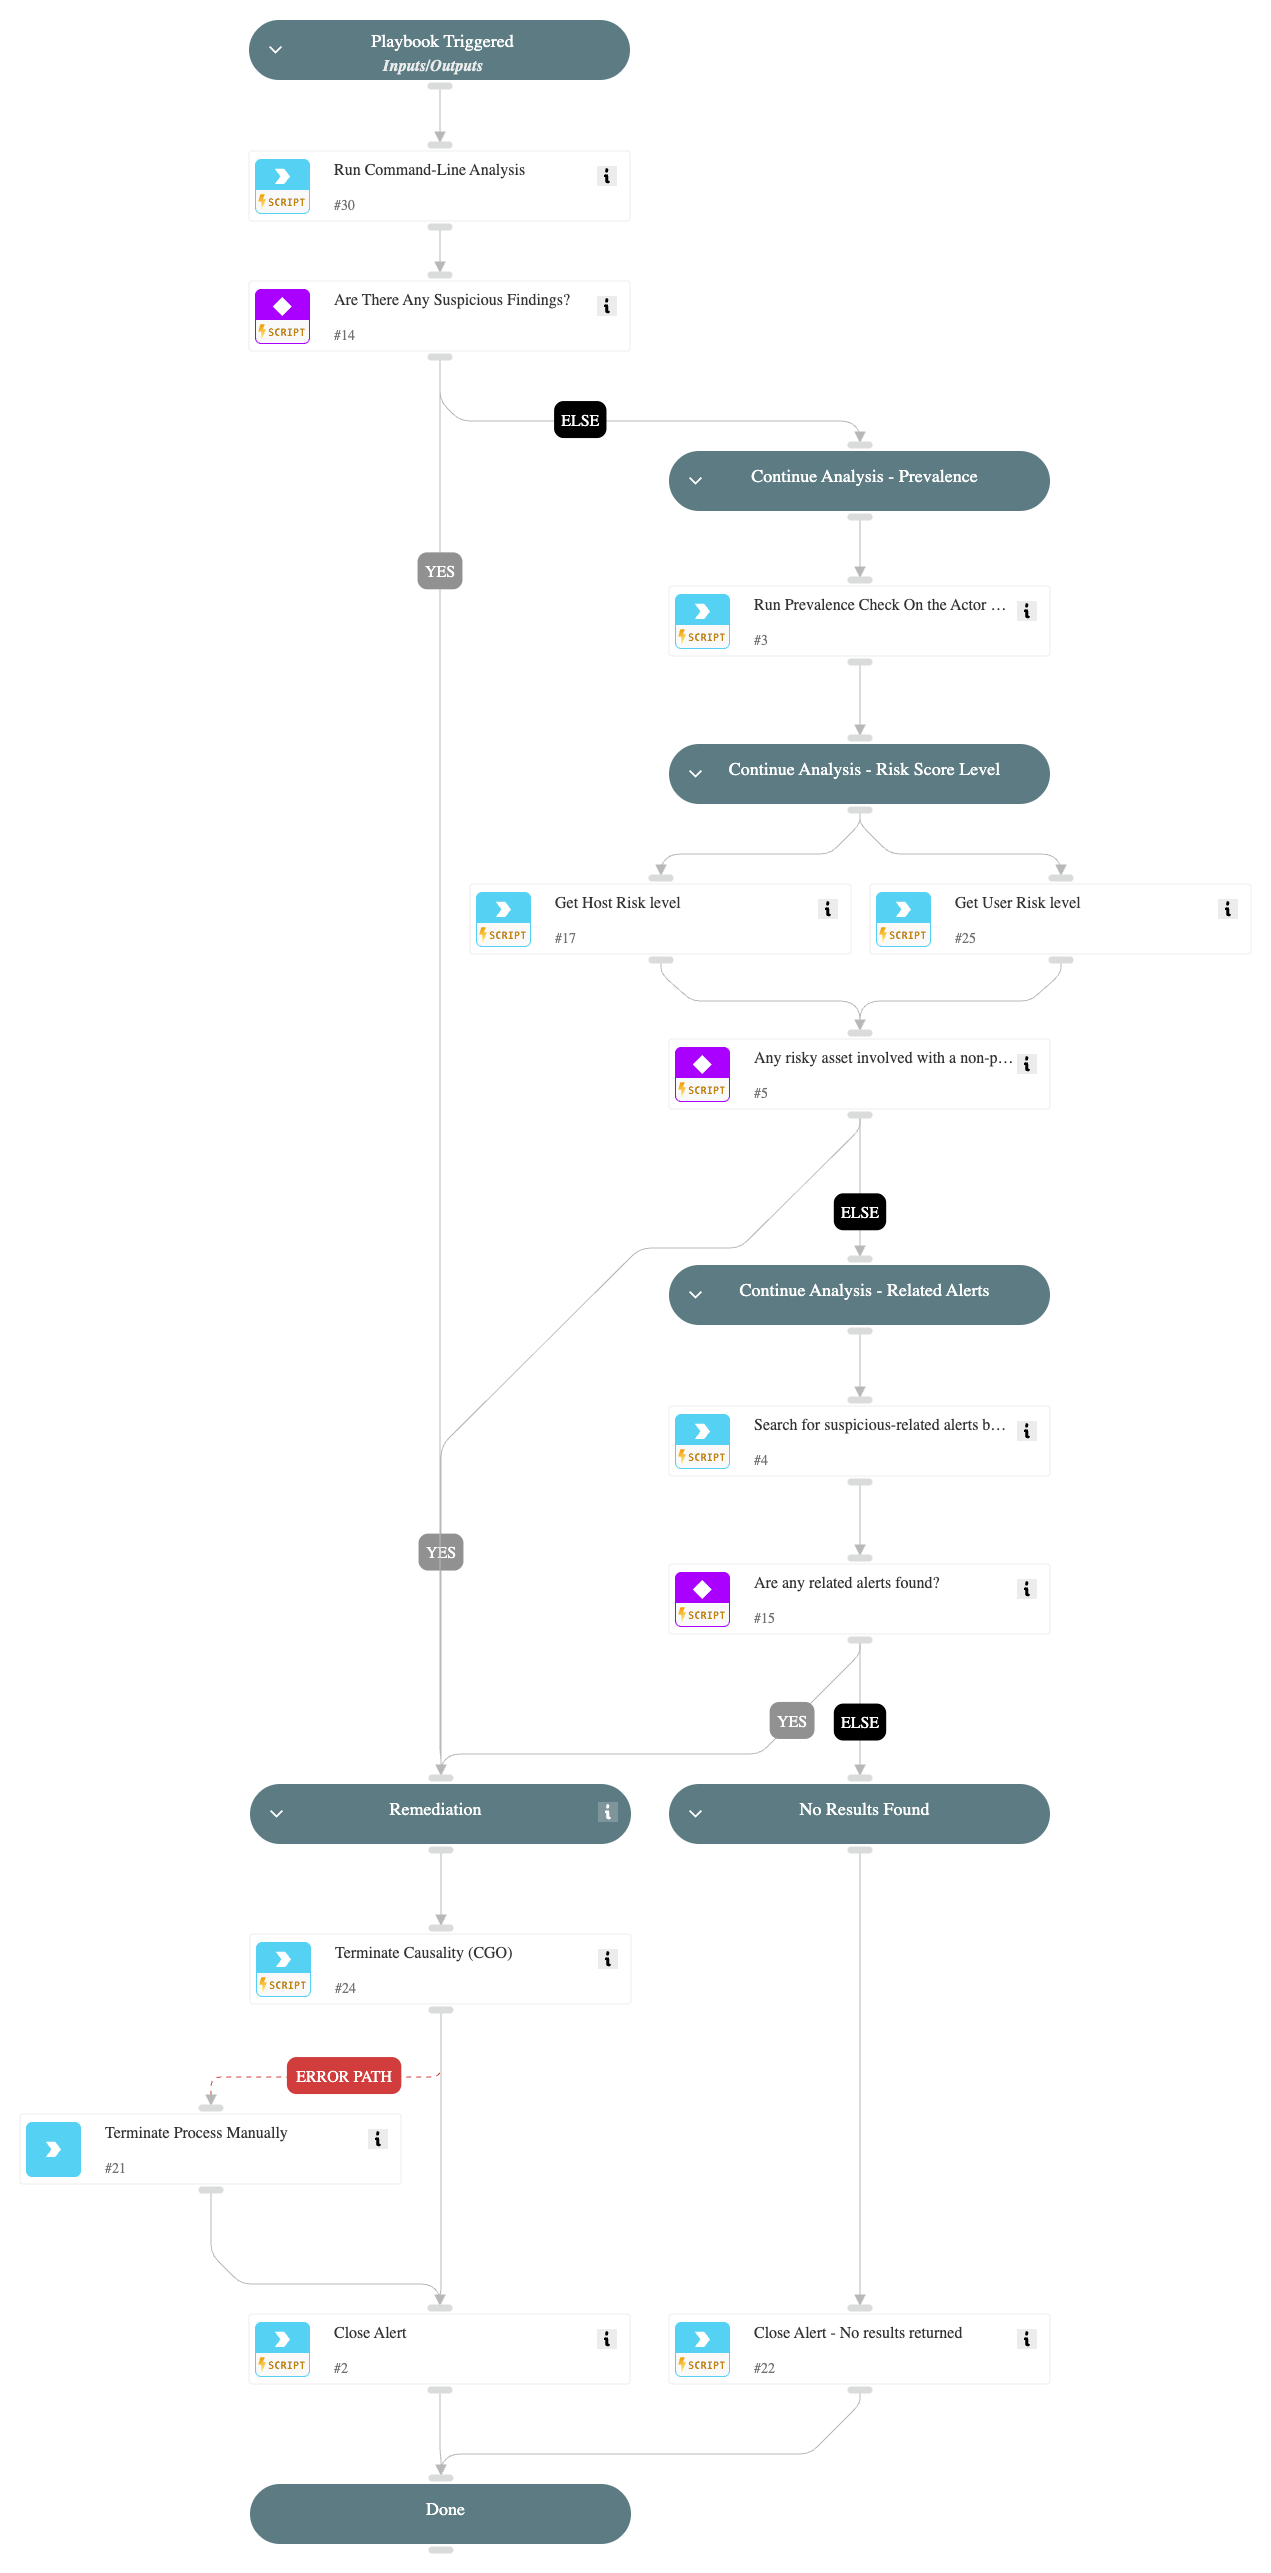 Playbook Triggered
Inputs/Outputs
Run Command-Line Analysis
SCRIPT
#30
Are There Any Suspicious Findings?
SCRIPT
#14
ELSE
Continue Analysis - Prevalence
YES
Run Prevalence Check On the Actor ...
SCRIPT
#3
Continue Analysis - Risk Score Level
Get Host Risk level
SCRIPT
#17
Get User Risk level
SCRIPT
#25
Any risky asset involved with a non-p...
SCRIPT
#5
ELSE
Continue Analysis - Related Alerts
Search for suspicious-related alerts b...
SCRIPT
#4
YES
Are any related alerts found?
SCRIPT
#15
YES
ELSE
Remediation
No Results Found
Terminate Causality (CGO)
SCRIPT
#24
ERROR PATH
Terminate Process Manually
#21
Close Alert
SCRIPT
#2
Close Alert - No results returned
SCRIPT
#22
Done